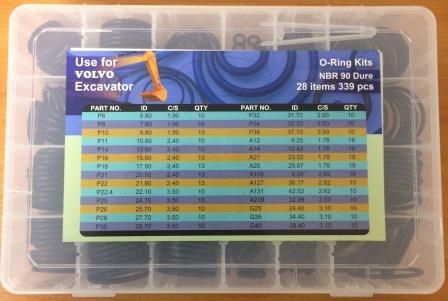 Use for
VOLVO
Excavator
O-Ring Kits
NBR 90 Dure
28 items 339 pcs
PART NO. ID C/S QTY PART NO. ID C/S QTY
P6 5.80 1.90 10 P32 31.70 3.50 10
P8 7.80 1.90 18 P34 33.70 3.50 10
P10 9.80 1.90 13 P38 37.70 3.50 10
P11 10.80 2.40 10 A12 9.25 1.78 18
P14 13.80 2.40 10 A14 12.42 1.78 18
P16 15.80 2.40 13 A21 23.52 1.78 18
P18 17.80 2.40 13 A25 29.87 1.78 18
P21 20.80 2.40 13 A108 6.02 2.62 18
P22 21.80 2.40 13 A127 36.17 2.62 10
P22.4 22.10 3.50 10 A131 42.52 2.62 10
P25 24.70 3.50 10 A219 32.99 3.53 10
P26 25.70 3.50 10 G25 24.40 3.10 10
P28 27.70 3.50 10 G35 34.40 3.10 10
P30 29.70 3.50 10 G40 39.40 3.10 10